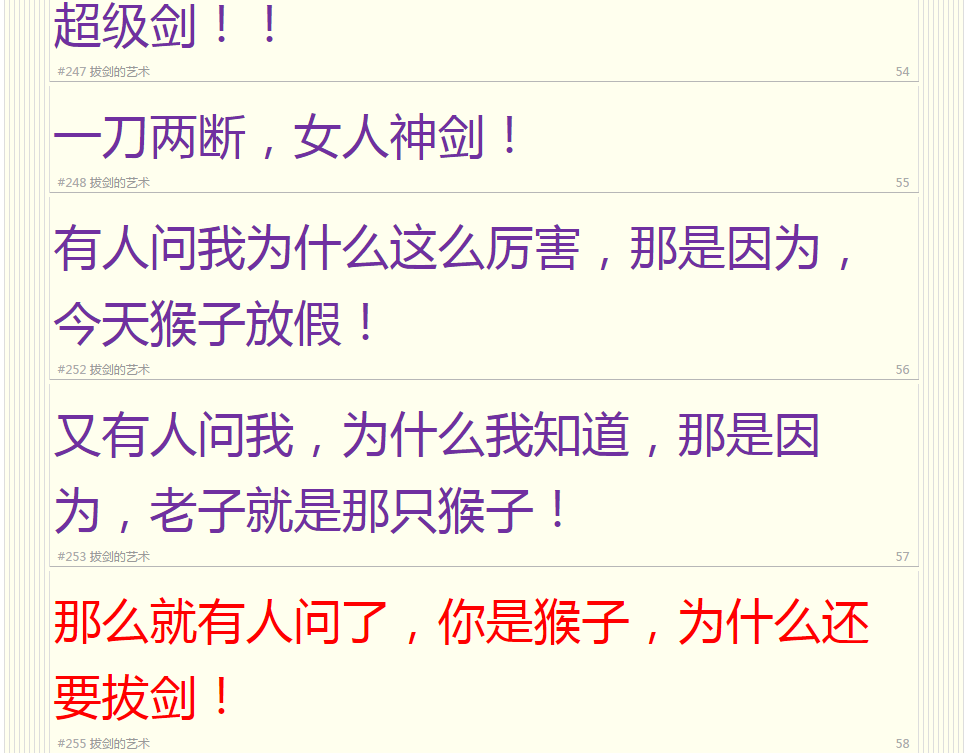 超级剑！！
#247 拔剑的艺术 54
一刀两断，女人神剑！
#248 拔剑的艺术 55
有人问我为什么这么厉害，那是因为，
今天猴子放假！
#252 拔剑的艺术 56
又有人问我，为什么我知道，那是因
为，老子就是那只猴子！
#253 拔剑的艺术 57
那么就有人问了，你是猴子，为什么还
要拔剑！
#255 拔剑的艺术 58